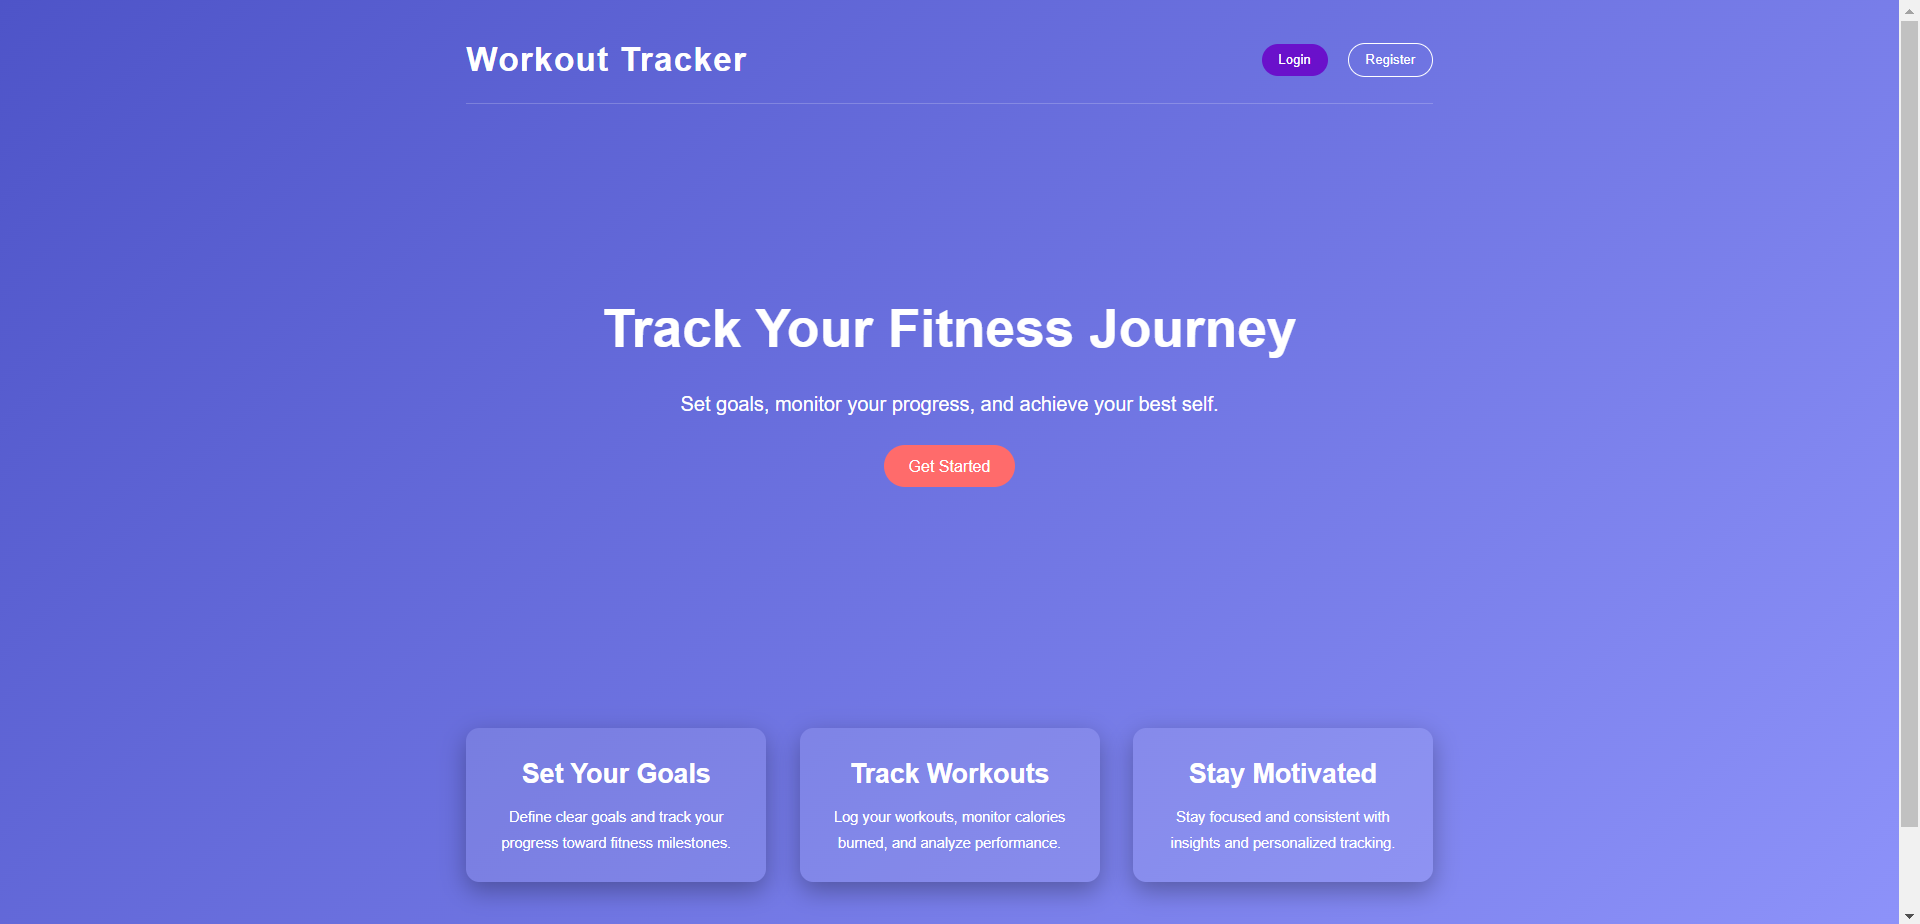 Workout Tracker
Login
Register
Track Your Fitness Journey
Set goals, monitor your progress, and achieve your best self.
Get Started
Set Your Goals
Define clear goals and track your
progress toward fitness milestones.
Track Workouts
Log your workouts, monitor calories
burned, and analyze performance.
Stay Motivated
Stay focused and consistent with
insights and personalized tracking.